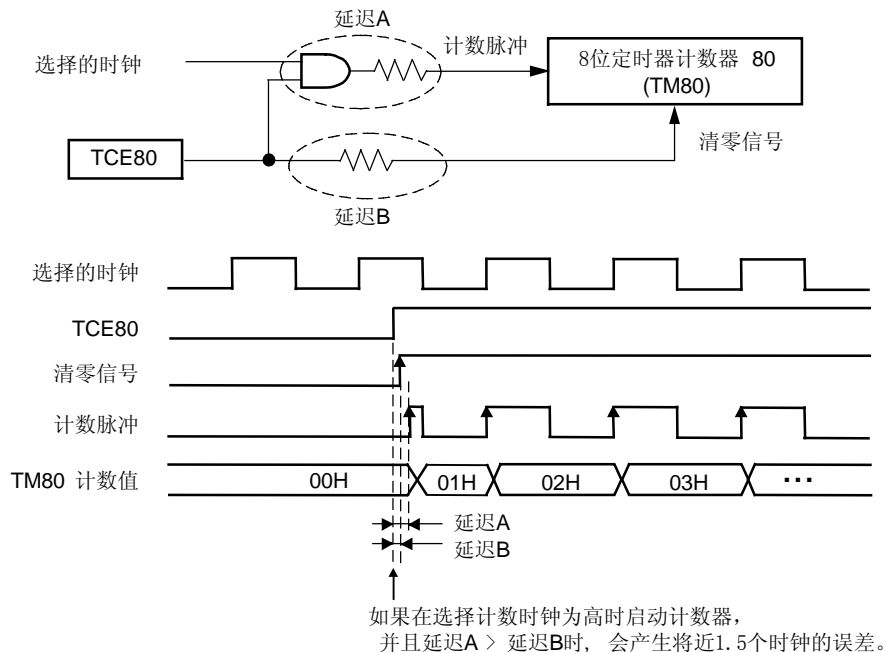 延迟A
计数脉冲
选择的时钟
8位定时器计数器 80
(TM80)
清零信号
TCE80
延迟B
选择的时钟
TCE80
清零信号
计数脉冲
TM80 计数值
00H
01H
02H
03H
···
延迟A
延迟B
如果在选择计数时钟为高时启动计数器，
并且延迟A > 延迟B时, 会产生将近1.5个时钟的误差。